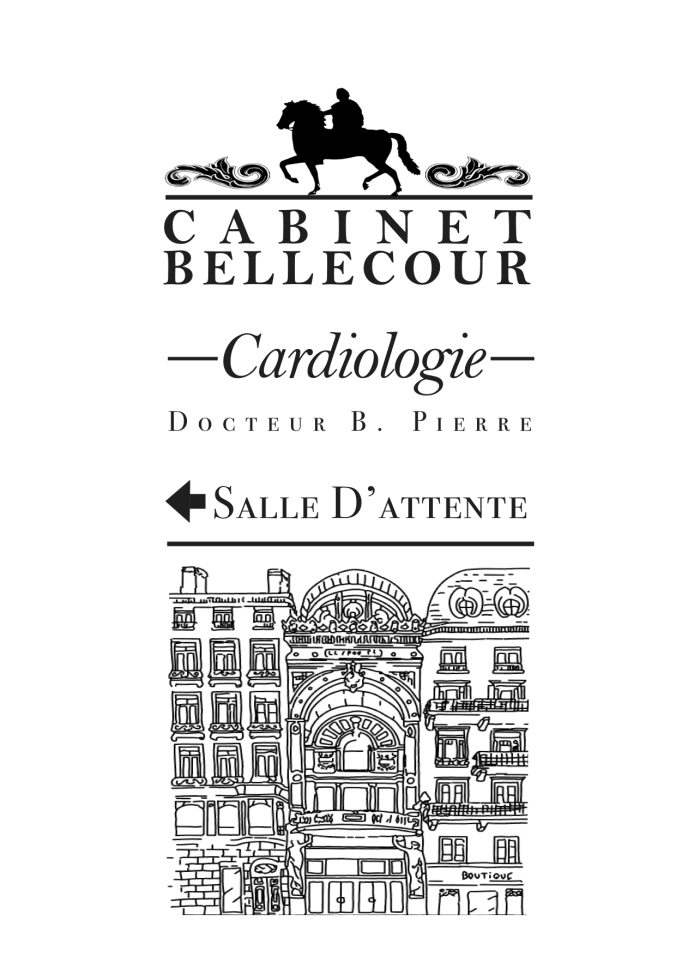 CABINET
BELLECOUR
Cardiologie
DOCTEUR B. PIERRE
SALLE D'ATTENTE
BOUTIQUE